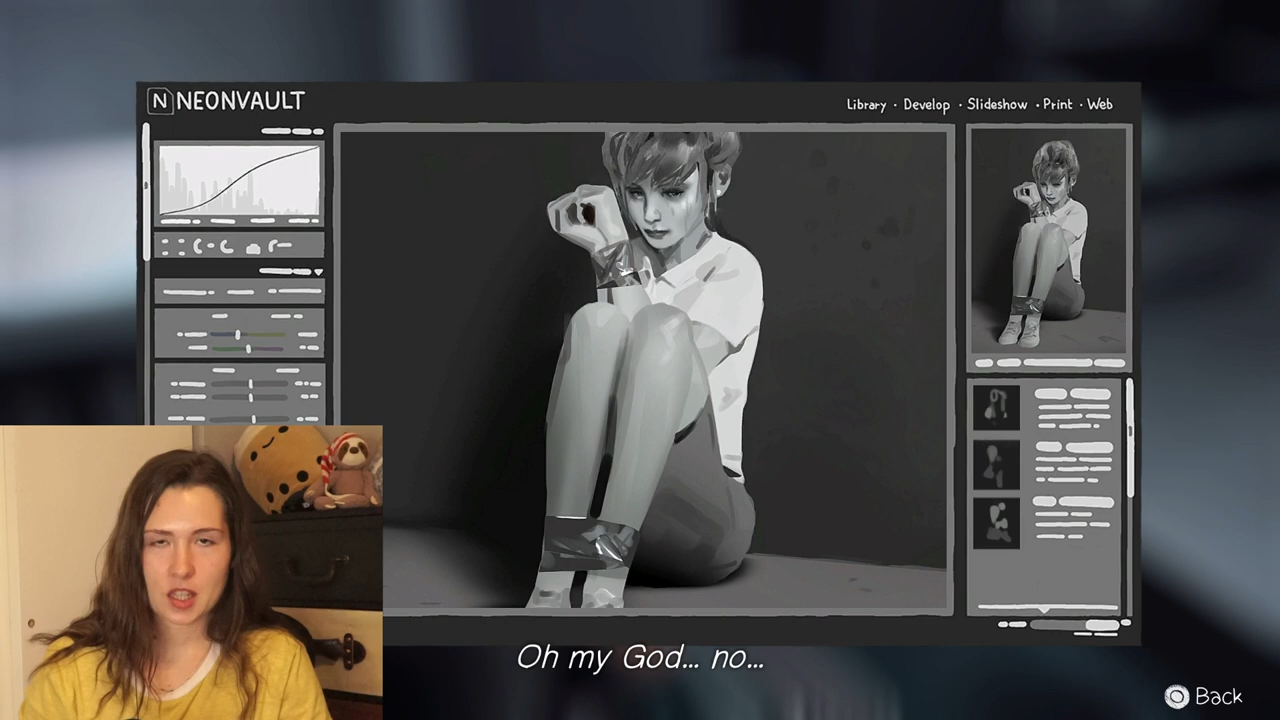 N NEONVAULT
Library · Develop · Slideshow · Print · Web
Oh my God... no...
Back